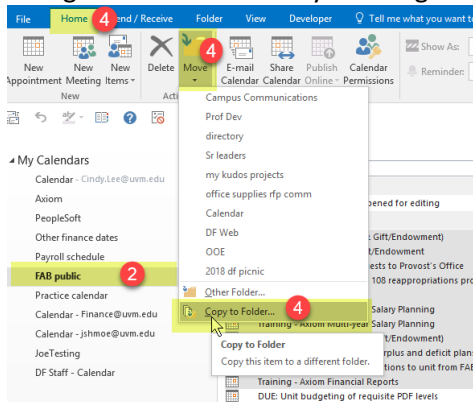 File Home 4 end / Receive Folder View Developer Tell me what you want t
New Appointment New Meeting New Items Delete Move 4 E-mail Calendar Share Calendar Publish Online Calendar Permissions Show As: Reminder:
New Acti
Campus Communications
Prof Dev
directory
Sr leaders
my kudos projects
office supplies rfp comm
Calendar
DF Web
OOE
2018 df picnic
Other Folder...
Copy to Folder... 4
Copy to Folder
Copy this item to a different folder.
My Calendars
Calendar - Cindy.Lee@uvm.edu
Axiom
PeopleSoft
Other finance dates
Payroll schedule
FAB public 2
Practice calendar
Calendar - Finance@uvm.edu
Calendar - jshmoe@uvm.edu
JoeTesting
DF Staff - Calendar
pened for editing
Gift/Endowment)
t/Endowment)
ests to Provost's Office
108 reappropriations pro
Salary Planning
Training - Axiom Multi-year Salary Planning
ft/Endowment)
rplus and deficit plans
tions to unit from FAB
Training - Axiom Financial Reports
DUE: Unit budgeting of requisite PDF levels